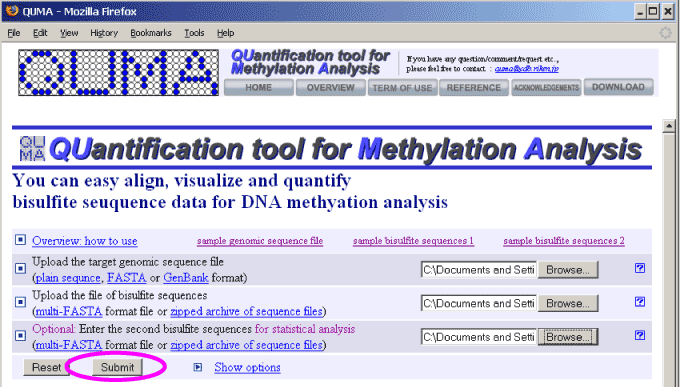 QUMA - Mozilla Firefox
File Edit View History Bookmarks Tools Help
QUMA
QUantification tool for
Methylation Analysis
If you have any question/comment/request etc.,
please feel free to contact : quma@cdb.riken.jp
HOME OVERVIEW TERM OF USE REFERENCE ACKNOWLEDGEMENTS DOWNLOAD
QUMA QUantification tool for Methylation Analysis
You can easy align, visualize and quantify
bisulfite seuquence data for DNA methyation analysis
Overview: how to use sample genomic sequence file sample bisulfite sequences 1 sample bisulfite sequences 2
Upload the target genomic sequence file
(plain sequnce, FASTA or GenBank format)
C:\Documents and Setti Browse... ?
Upload the file of bisulfite sequences
(multi-FASTA format file or zipped archive of sequence files)
C:\Documents and Setti Browse... ?
Optional: Enter the second bisulfite sequences for statistical analysis
(multi-FASTA format file or zipped archive of sequence files)
C:\Documents and Setti Browse... ?
Reset Submit Show options